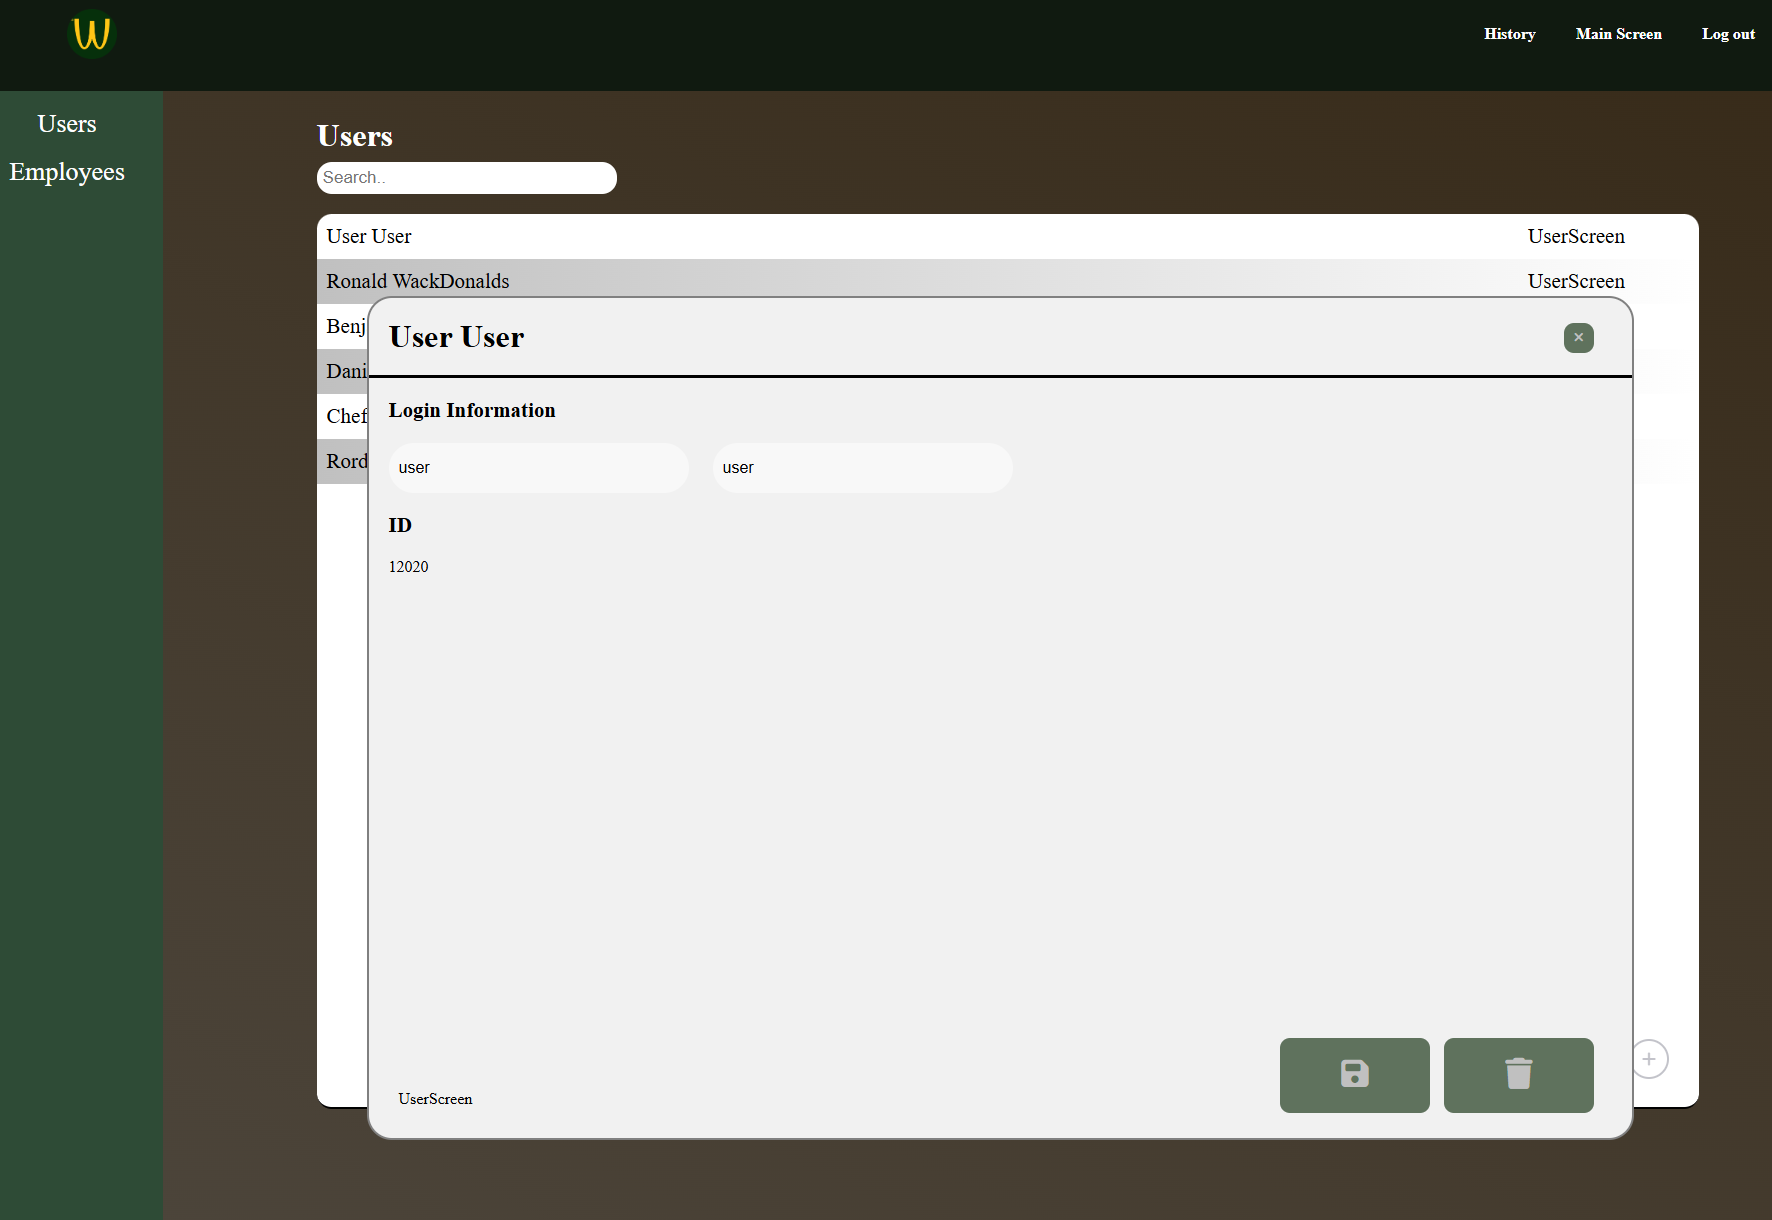 W
History
Main Screen
Log out
Users
Employees
Users
Search..
User User UserScreen
Ronald WackDonalds UserScreen
Benj
Dani
Chef
Rord
User User
×
Login Information
user user
ID
12020
UserScreen
+